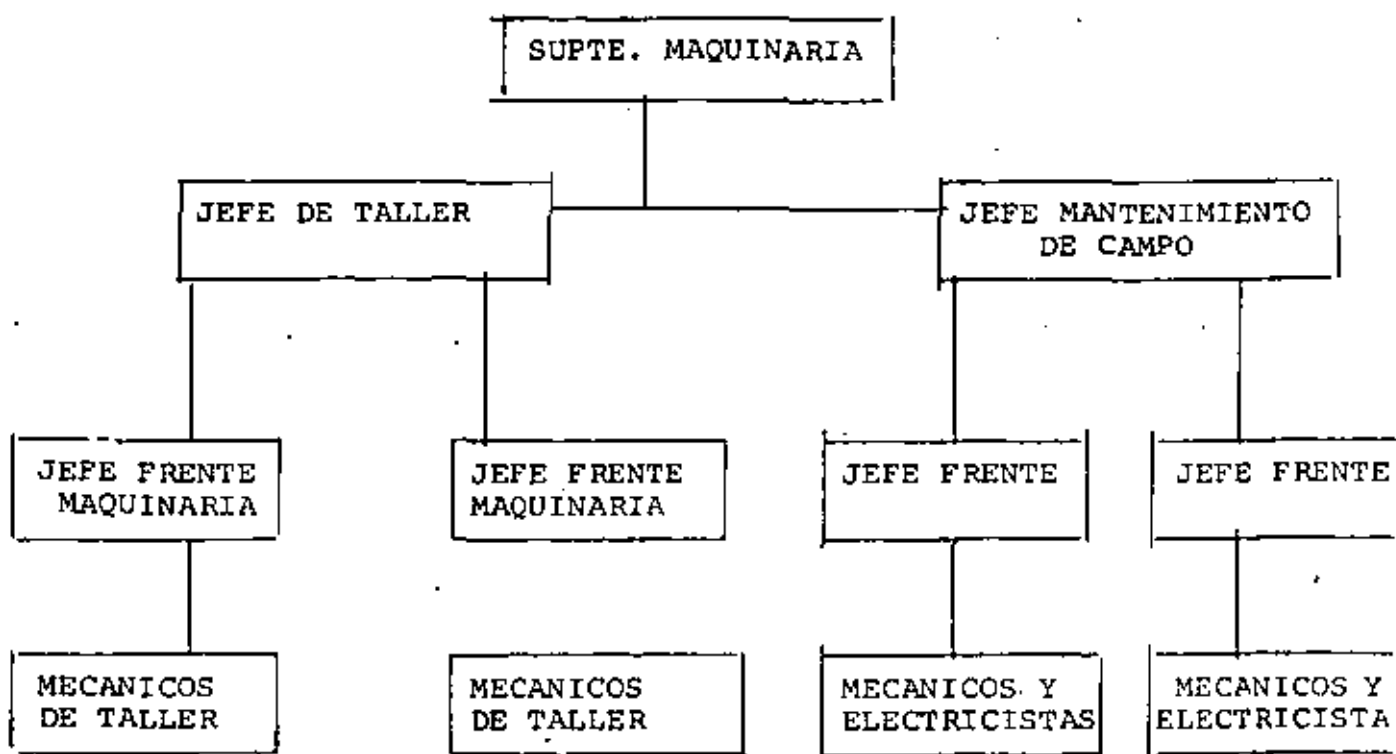 SUPTE. MAQUINARIA
JEFE DE TALLER
JEFE MANTENIMIENTO
DE CAMPO
JEFE FRENTE
MAQUINARIA
JEFE FRENTE
MAQUINARIA
JEFE FRENTE
JEFE FRENTE
MECANICOS
DE TALLER
MECANICOS
DE TALLER
MECANICOS Y
ELECTRICISTAS
MECANICOS Y
ELECTRICISTA